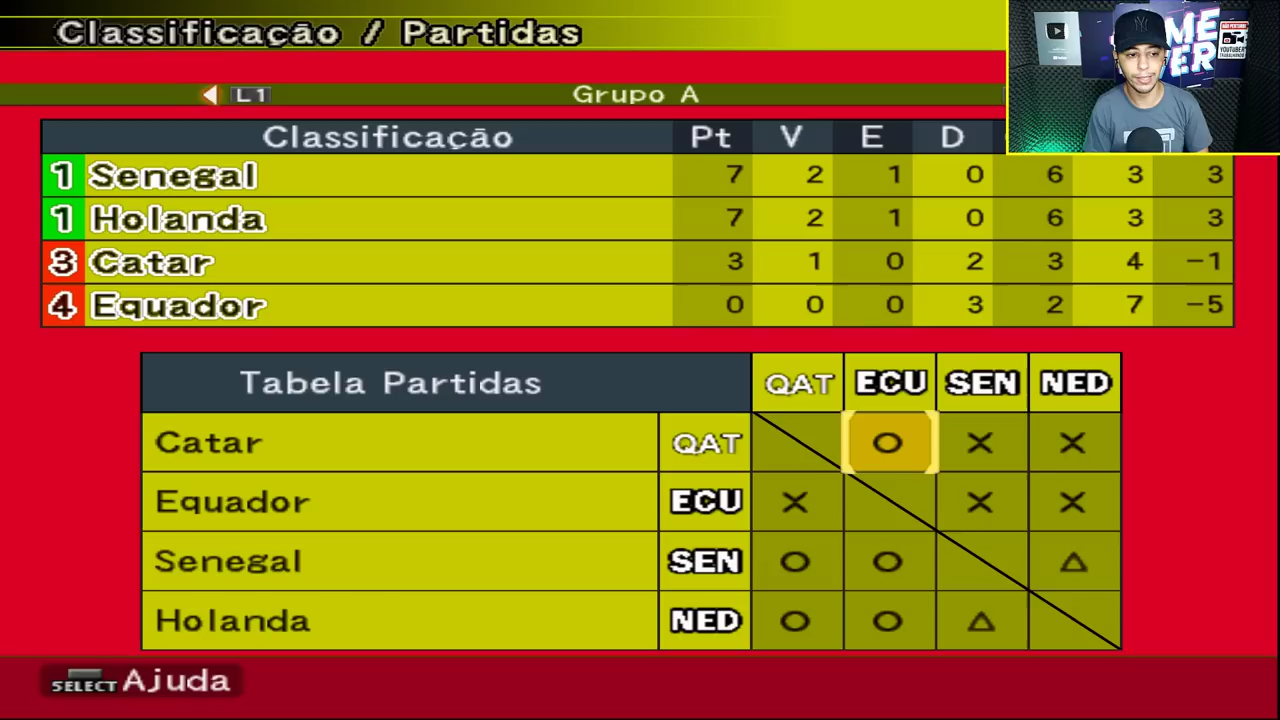 Classificação / Partidas
L1 Grupo A
Classificação Pt V E D
1 Senegal 7 2 1 0 6 3 3
1 Holanda 7 2 1 0 6 3 3
3 Catar 3 1 0 2 3 4 -1
4 Equador 0 0 0 3 2 7 -5
Tabela Partidas QAT ECU SEN NED
Catar QAT O X X
Equador ECU X X X
Senegal SEN O O △
Holanda NED O O △
SELECT Ajuda